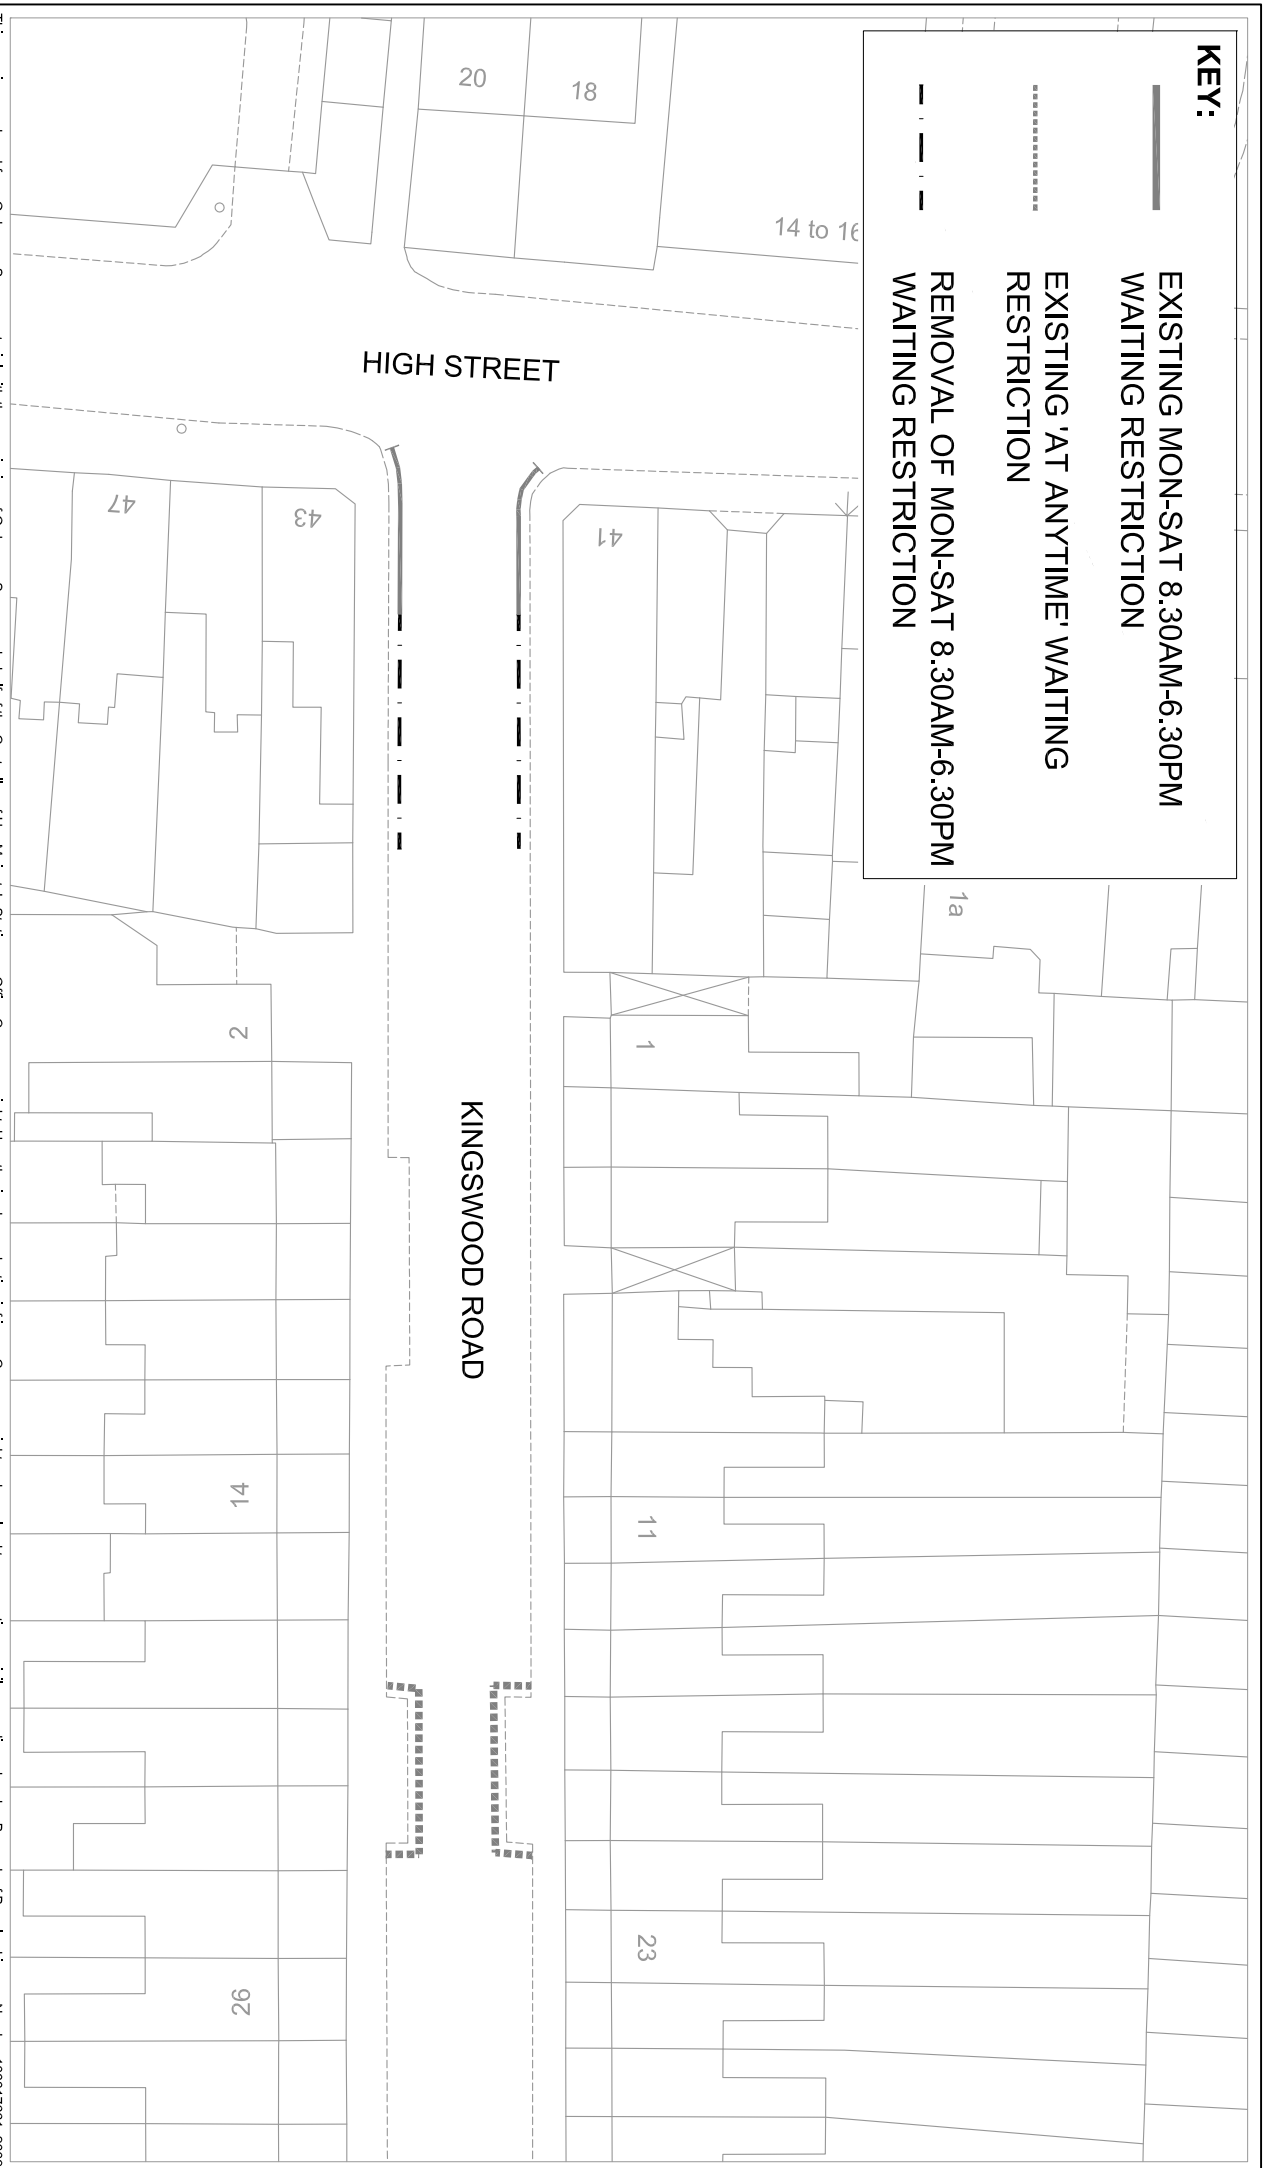 KEY:
EXISTING MON-SAT 8.30AM-6.30PM
WAITING RESTRICTION
EXISTING 'AT ANYTIME' WAITING
RESTRICTION
REMOVAL OF MON-SAT 8.30AM-6.30PM
WAITING RESTRICTION
20
18
14 to 16
HIGH STREET
47
43
41
1a
2
1
KINGSWOOD ROAD
14
11
23
26